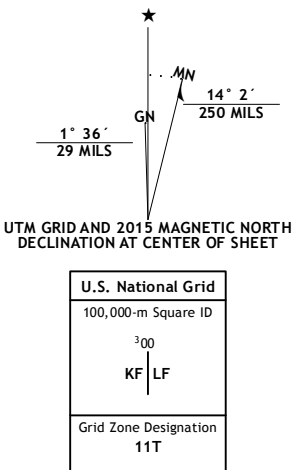 ★
MN
GN
1° 36´
29 MILS
14° 2´
250 MILS
UTM GRID AND 2015 MAGNETIC NORTH
DECLINATION AT CENTER OF SHEET
U.S. National Grid
100,000-m Square ID
³00
KF LF
Grid Zone Designation
11T